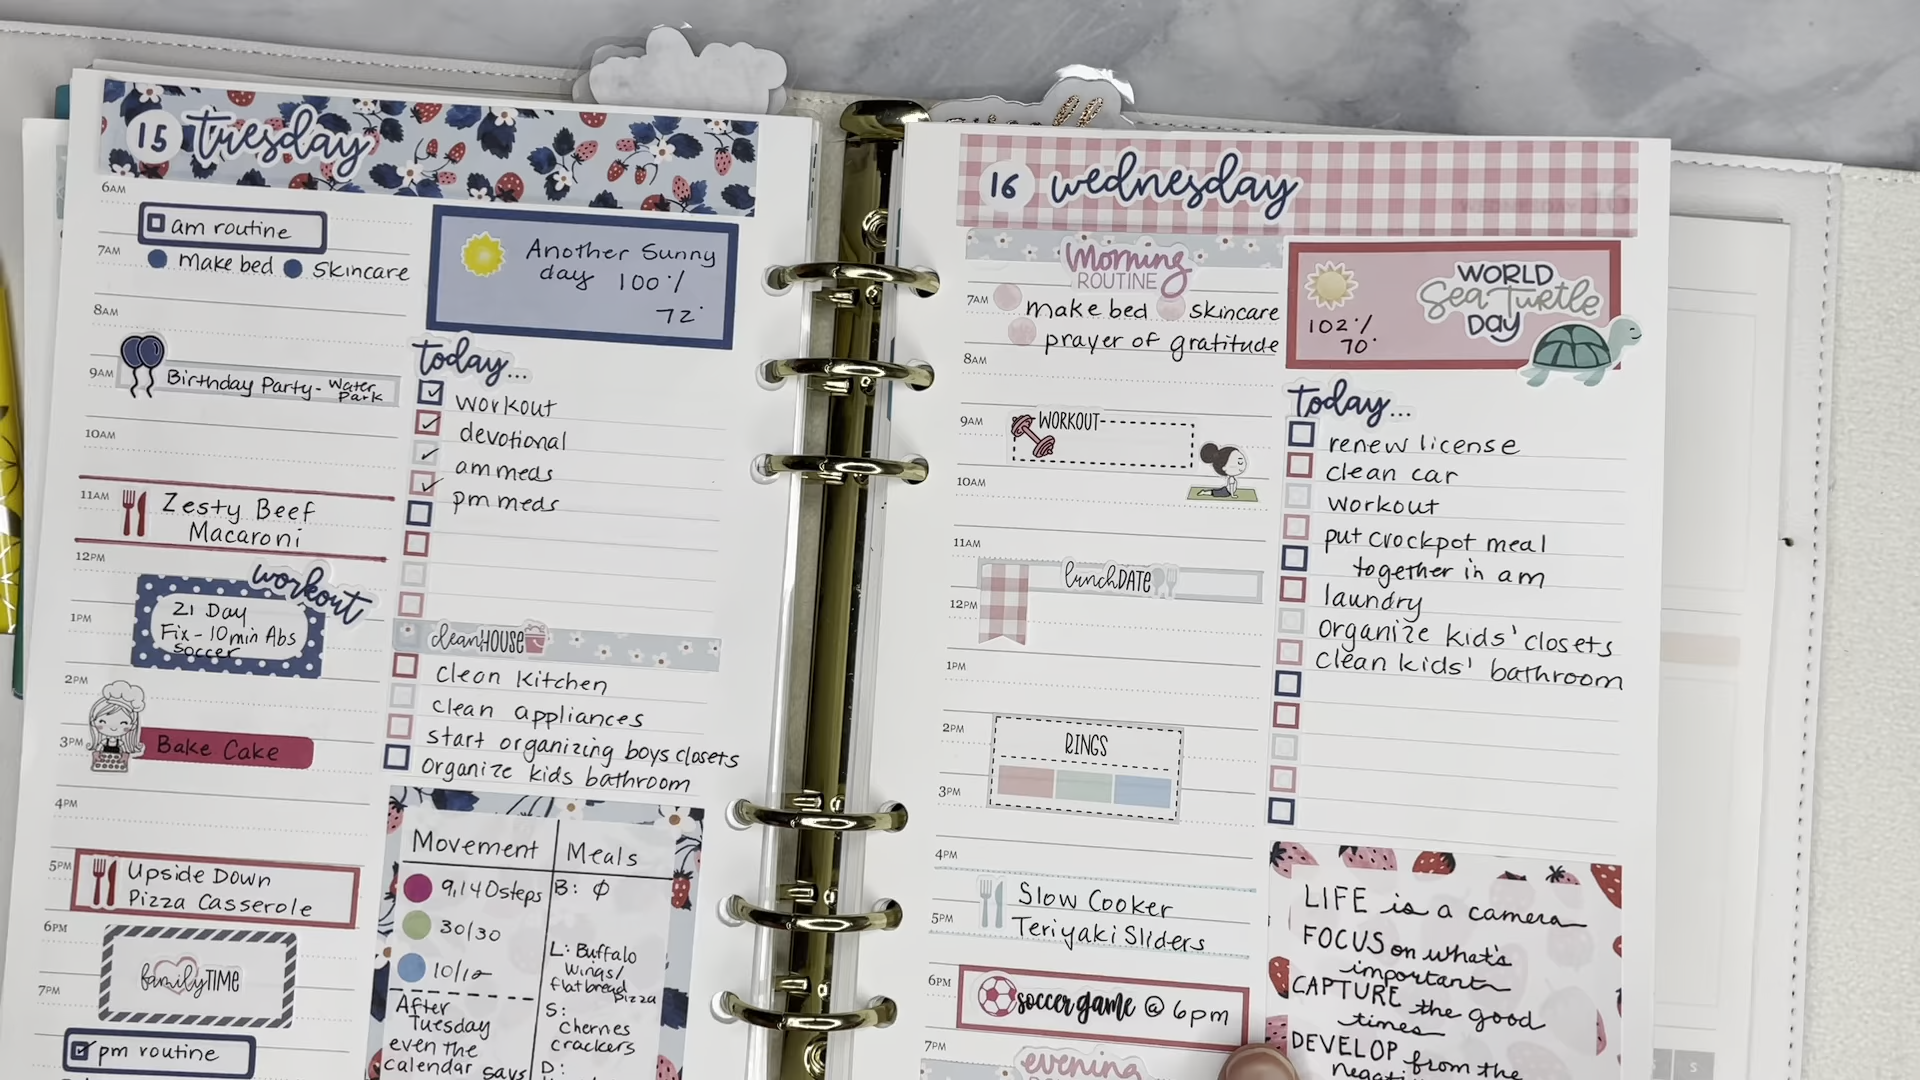 15 tuesday
6AM
am routine
7AM
make bed skincare
8AM
9AM
Birthday Party - Water
Park
10AM
11AM
Zesty Beef
Macaroni
12PM
workout
21 Day
Fix - 10 min Abs
soccer
1PM
2PM
3PM
Bake Cake
4PM
5PM
Upside Down
Pizza Casserole
6PM
familyTIME
7PM
pm routine
Another Sunny
day 100%
72°
today...
workout
devotional
am meds
pm meds
cleanHOUSE
clean kitchen
clean appliances
start organizing boys closets
organize kids bathroom
Movement
9,140 steps
30/30
10/12
After
Tuesday
even the
calendar says
Meals
B: ϕ
L: Buffalo
wings/
flatbread
pizza
S:
crackers
D:
16 wednesday
Morning
ROUTINE
7AM
make bed skincare
prayer of gratitude
8AM
9AM
WORKOUT
10AM
11AM
lunchDATE
12PM
1PM
2PM
RINGS
3PM
4PM
Slow Cooker
5PM
Teriyaki Sliders
6PM
soccer game @ 6pm
7PM
evening
WORLD
Sea Turtle
DAY
102%
70°
today...
renew license
clean car
workout
put crockpot meal
together in am
laundry
organize kids' closets
clean kids' bathroom
LIFE is a camera
FOCUS on what's
important
CAPTURE the good
times
DEVELOP from the
S